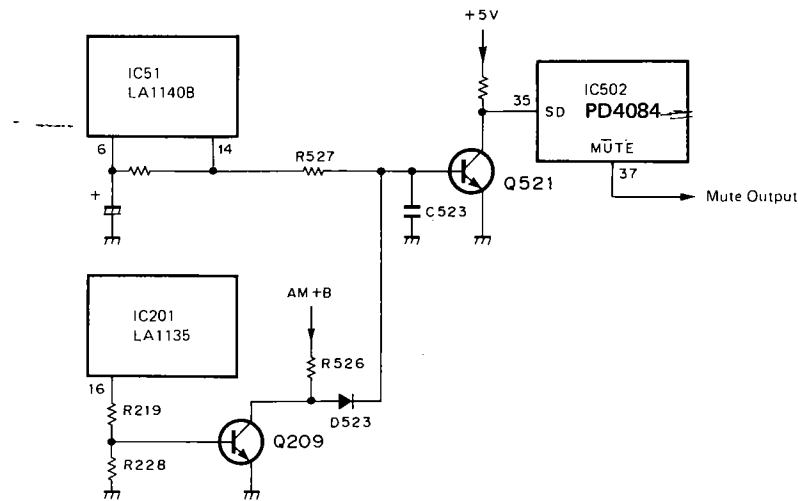 +5V
IC51
LA1140B
6
14
R527
35
SD
IC502
PD4084
M̅U̅T̅E̅
37
Q521
C523
Mute Output
+
IC201
LA1135
16
AM +B
R526
D523
R219
R228
Q209